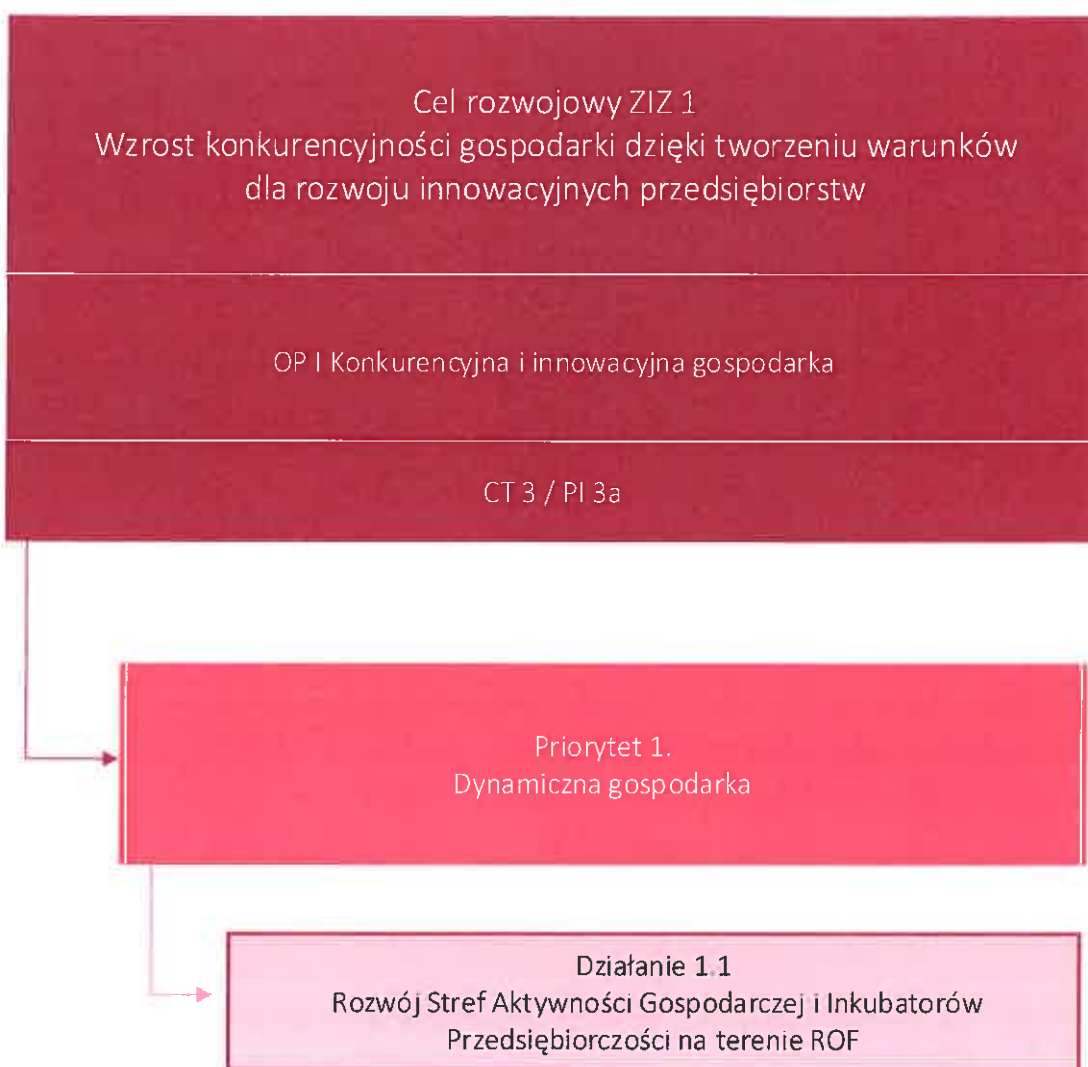 Cel rozwojowy ZIZ 1
Wzrost konkurencyjności gospodarki dzięki tworzeniu warunków
dla rozwoju innowacyjnych przedsiębiorstw
OP I Konkurencyjna i innowacyjna gospodarka
CT 3 / PI 3a
Priorytet 1.
Dynamiczna gospodarka
Działanie 1.1
Rozwój Stref Aktywności Gospodarczej i Inkubatorów
Przedsiębiorczości na terenie ROF